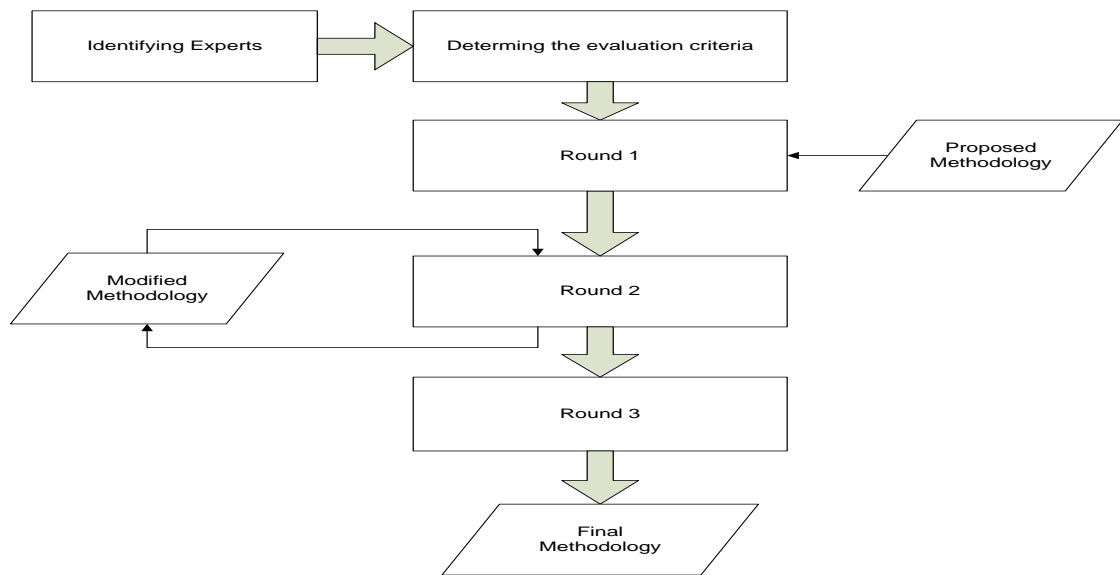 Identifying Experts
Determing the evaluation criteria
Round 1
Proposed
Methodology
Modified
Methodology
Round 2
Round 3
Final
Methodology